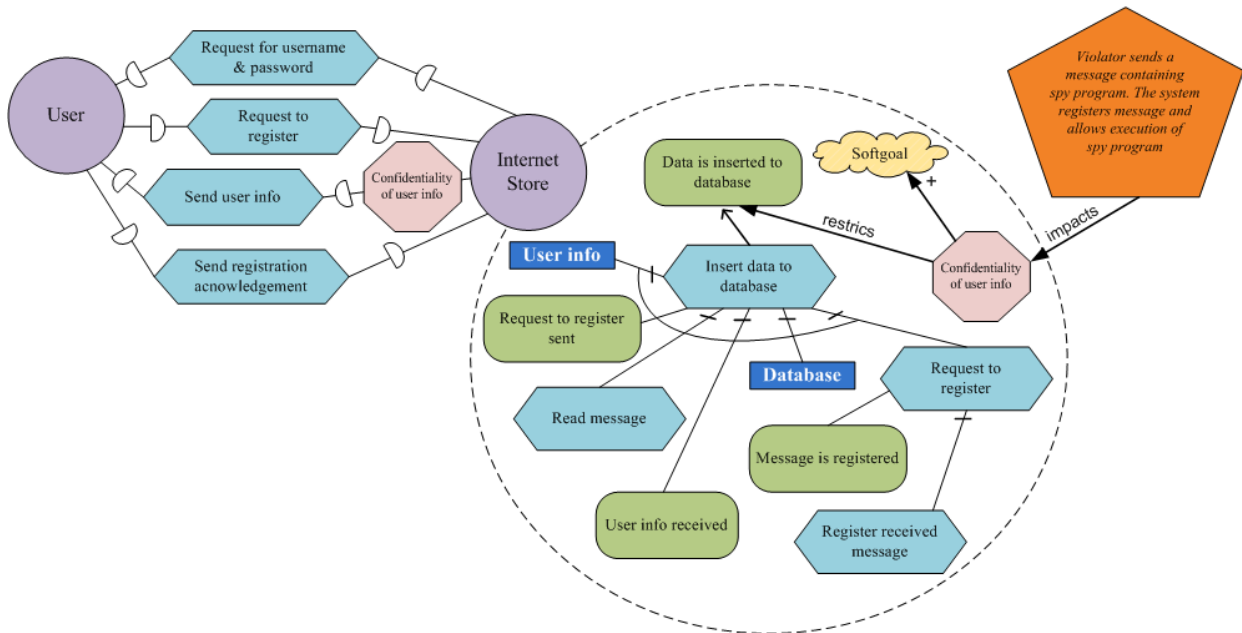 Request for username
& password
User
Request to
register
Send user info
Confidentiality
of user info
Internet
Store
Send registration
acnowledgement
Violator sends a
message containing
spy program. The system
registers message and
allows execution of
spy program
Softgoal
+
Data is inserted to
database
restrics
impacts
User info
Insert data to
database
Confidentiality
of user info
Request to register
sent
Database
Request to
register
Read message
Message is registered
User info received
Register received
message